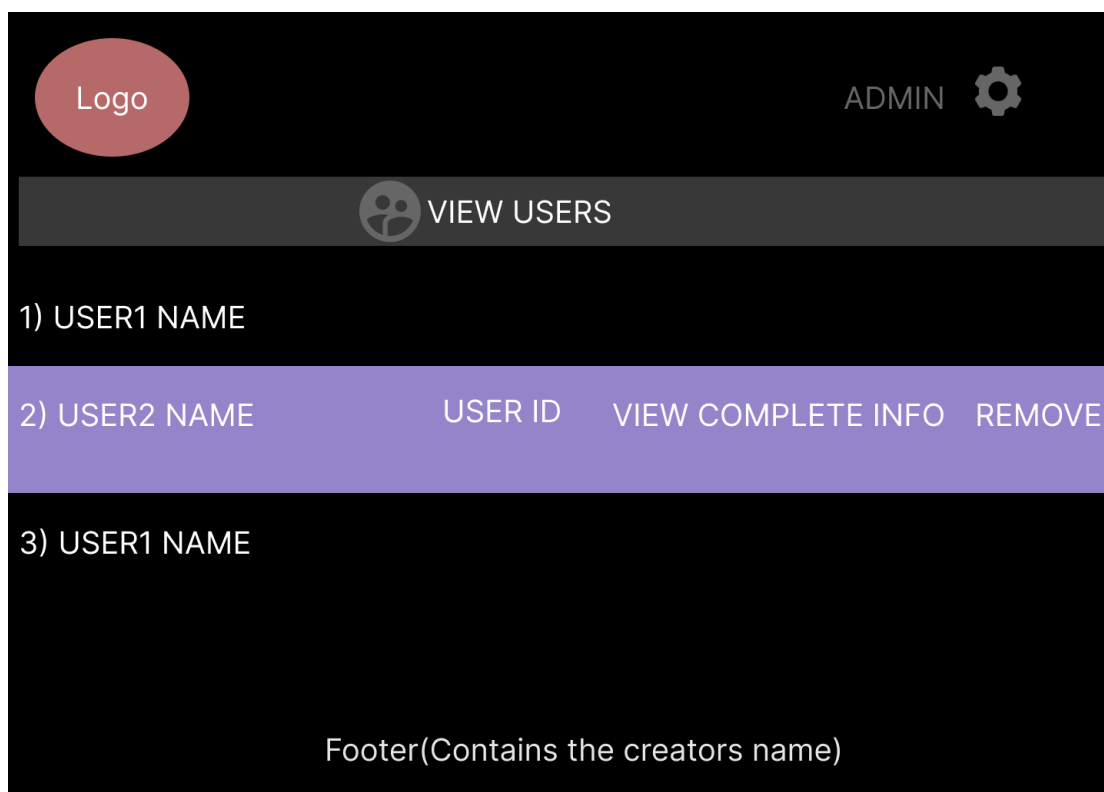 Logo
ADMIN
VIEW USERS
1) USER1 NAME
2) USER2 NAME USER ID VIEW COMPLETE INFO REMOVE
3) USER1 NAME
Footer(Contains the creators name)